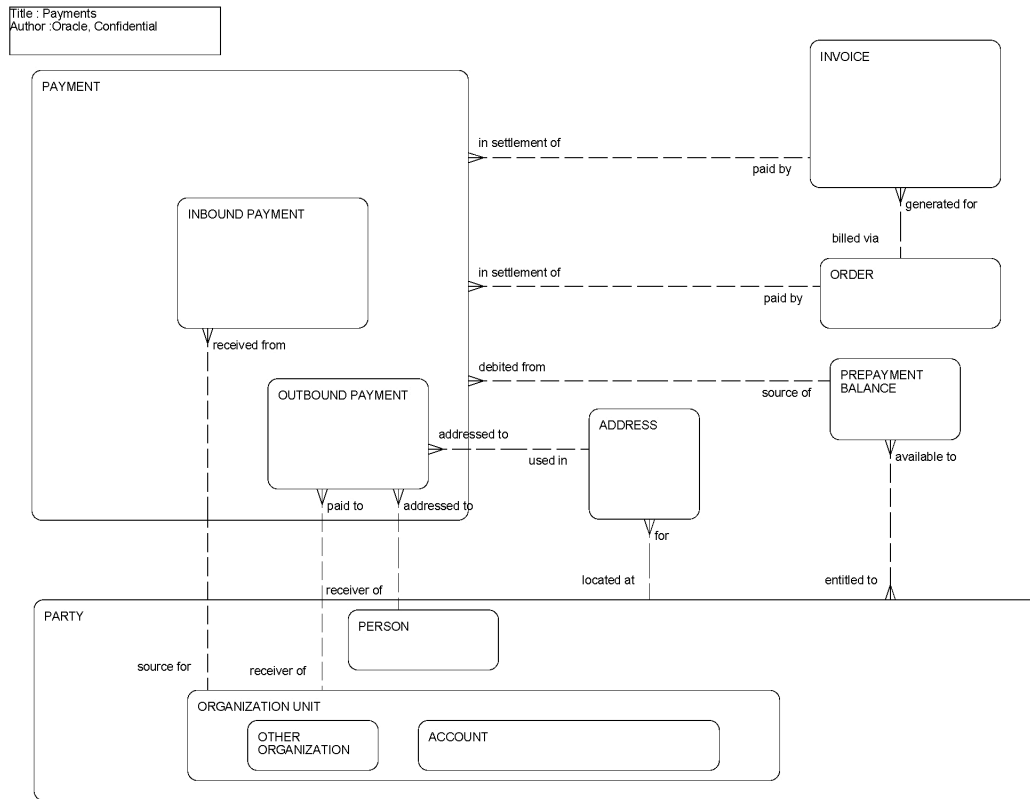 Title : Payments
Author :Oracle, Confidential
INVOICE
PAYMENT
in settlement of
paid by
generated for
INBOUND PAYMENT
billed via
in settlement of
ORDER
paid by
received from
debited from
PREPAYMENT
BALANCE
source of
OUTBOUND PAYMENT
ADDRESS
addressed to
used in
available to
paid to
addressed to
for
located at
entitled to
receiver of
PARTY
PERSON
source for
receiver of
ORGANIZATION UNIT
OTHER
ORGANIZATION
ACCOUNT